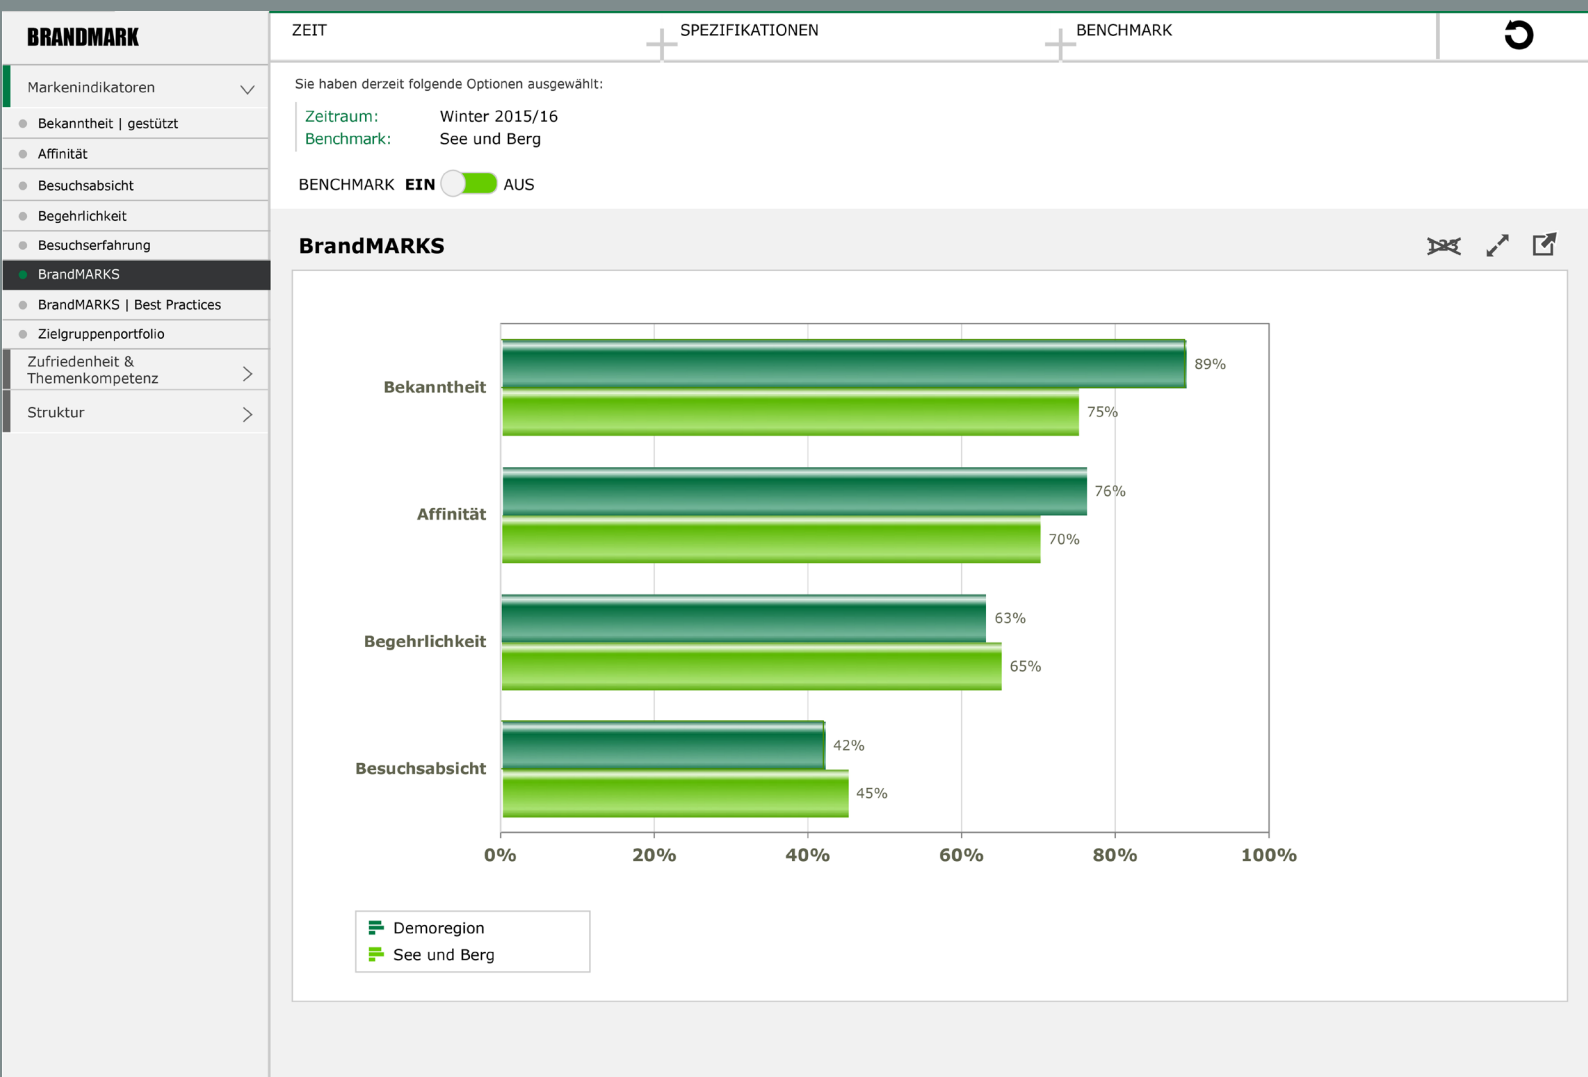 BRANDMARK
ZEIT
SPEZIFIKATIONEN
BENCHMARK
Markenindikatoren
Bekanntheit | gestützt
Affinität
Besuchsabsicht
Begehrlichkeit
Besuchserfahrung
BrandMARKS
BrandMARKS | Best Practices
Zielgruppenportfolio
Zufriedenheit &
Themenkompetenz
Struktur
Sie haben derzeit folgende Optionen ausgewählt:
Zeitraum: Winter 2015/16
Benchmark: See und Berg
BENCHMARK EIN AUS
BrandMARKS
123
Bekanntheit
89%
75%
Affinität
76%
70%
Begehrlichkeit
63%
65%
Besuchsabsicht
42%
45%
0% 20% 40% 60% 80% 100%
Demoregion
See und Berg